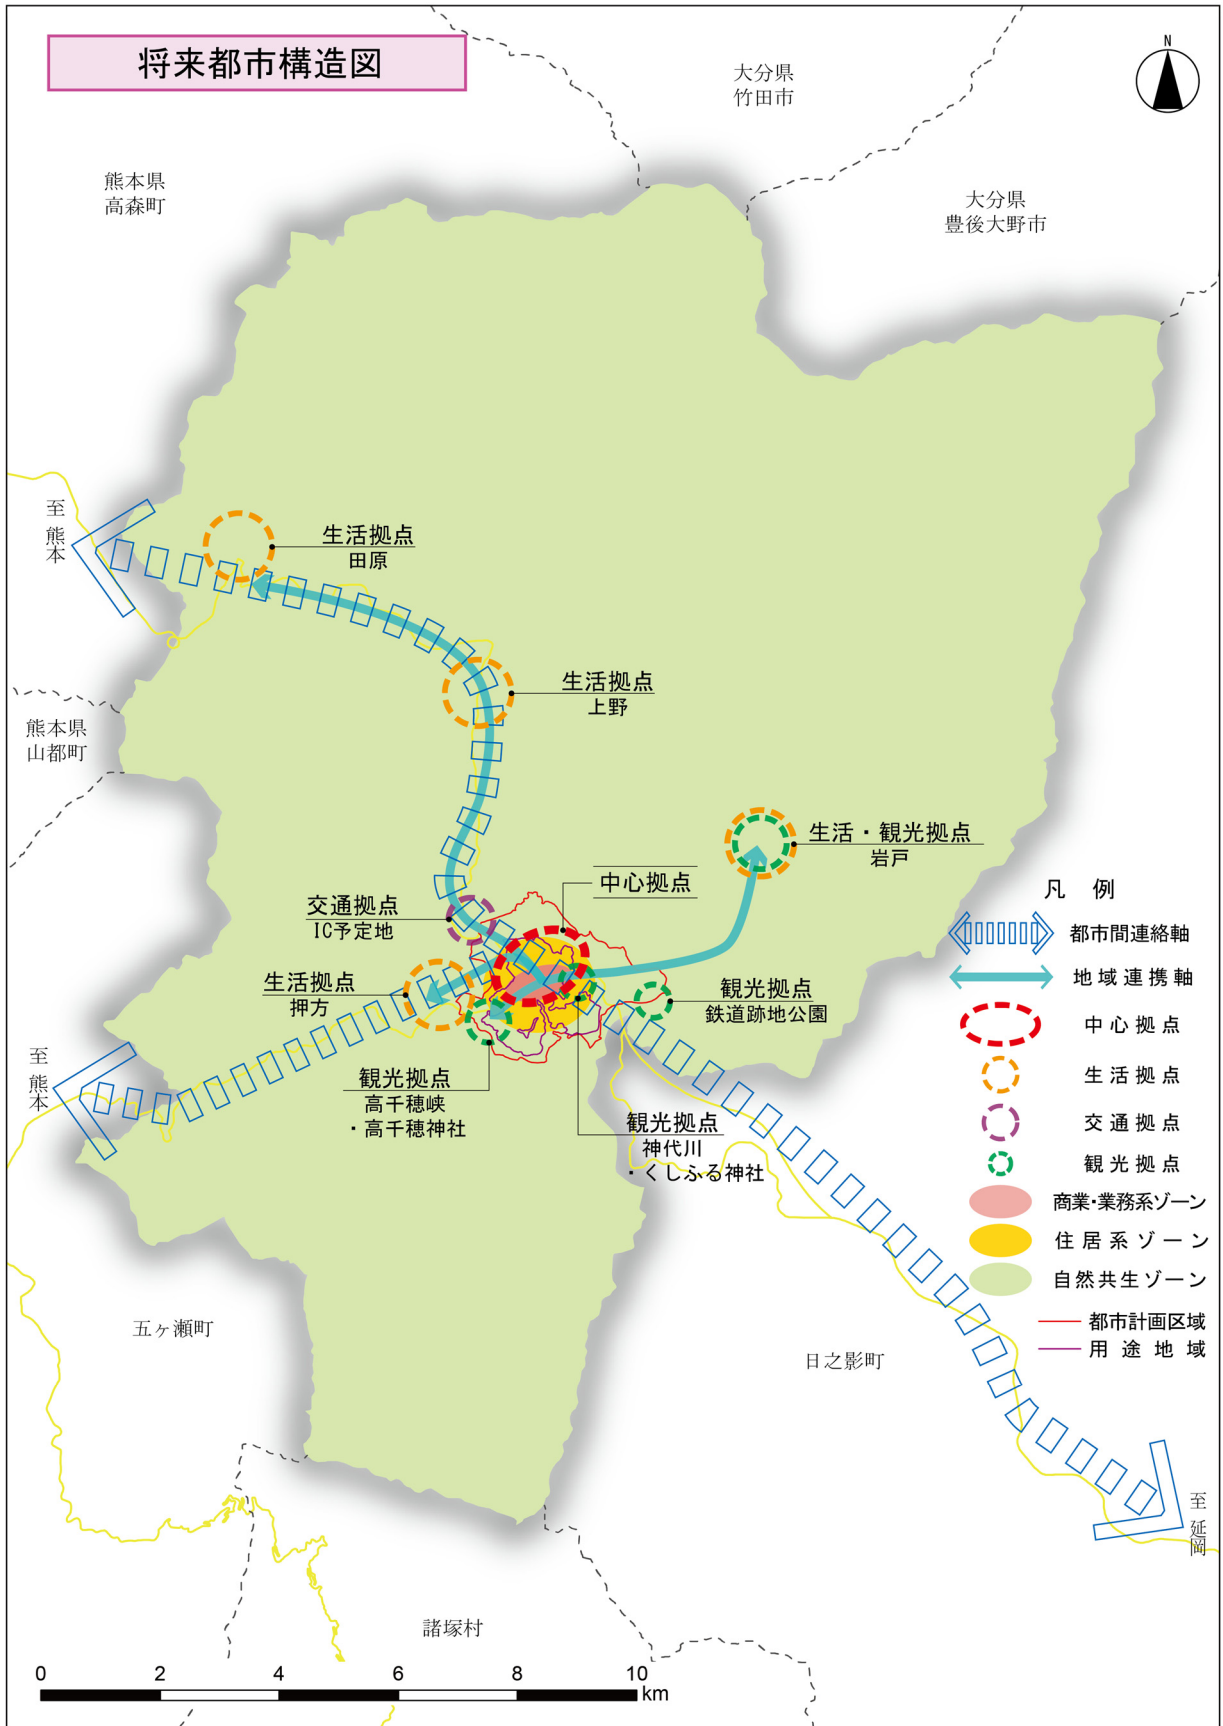 将来都市構造図
N
大分県
竹田市
熊本県
高森町
大分県
豊後大野市
至 熊本
生活拠点
田原
生活拠点
上野
熊本県
山都町
生活・観光拠点
岩戸
中心拠点
交通拠点
IC予定地
生活拠点
押方
観光拠点
鉄道跡地公園
至 熊本
観光拠点
高千穂峡
・高千穂神社
観光拠点
神代川
・くしふる神社
凡 例
都市間連絡軸
地域連携軸
中心拠点
生活拠点
交通拠点
観光拠点
商業・業務系ゾーン
住居系ゾーン
自然共生ゾーン
都市計画区域
用途地域
五ヶ瀬町
日之影町
至 延岡
諸塚村
0 2 4 6 8 10
km